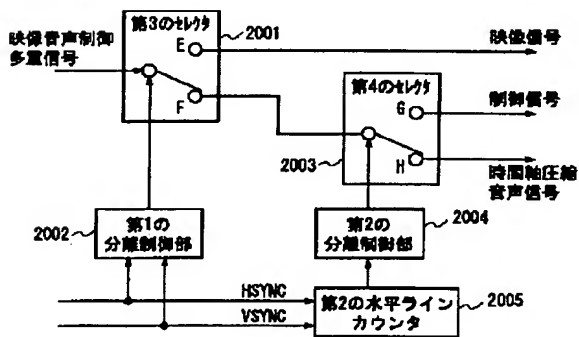 第3のセレクタ
2001
映像音声制御
多重信号
E
F
映像信号
第4のセレクタ
G
H
2003
制御信号
時間軸圧縮
音声信号
2002
第1の
分離制御部
第2の
分離制御部
2004
HSYNC
VSYNC
第2の水平ライン
カウンタ
2005